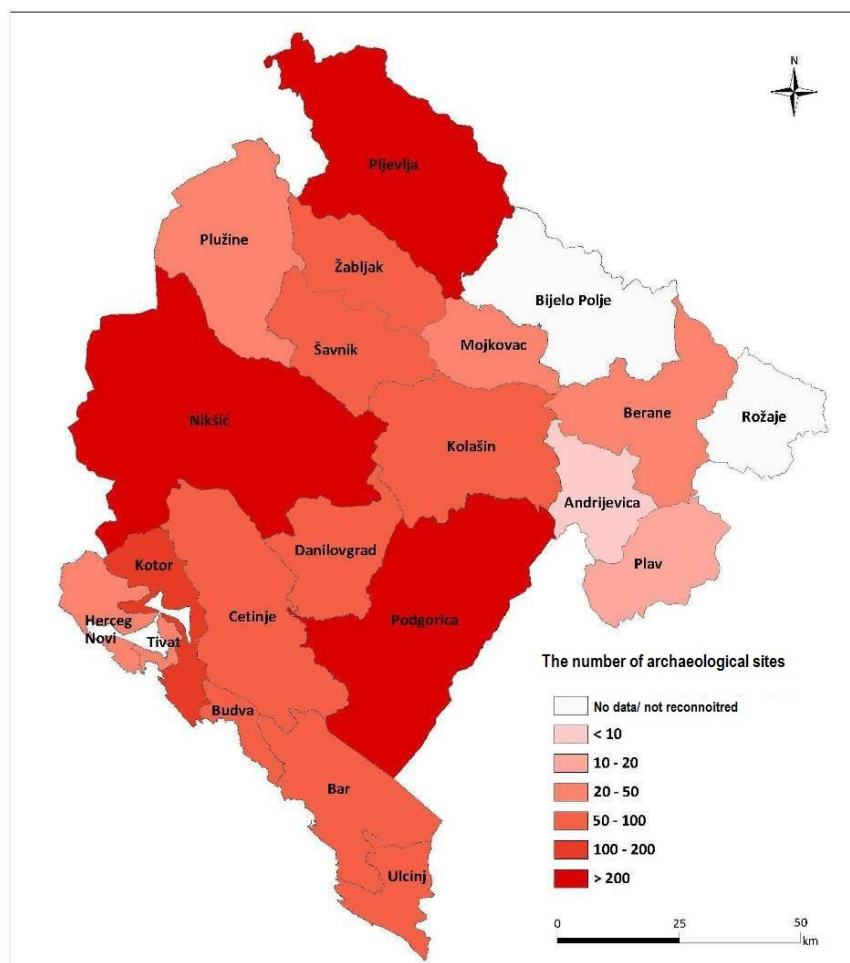 N
Pljevlja
Plužine
Žabljak
Bijelo Polje
Šavnik
Mojkovac
Nikšić
Berane
Rožaje
Kolašin
Andrijevica
Danilovgrad
Kotor
Plav
Cetinje
Podgorica
Herceg
Novi
Tivat
Budva
Bar
Ulcinj
The number of archaeological sites
No data/ not reconnoitred
< 10
10 - 20
20 - 50
50 - 100
100 - 200
> 200
0 25 50
km